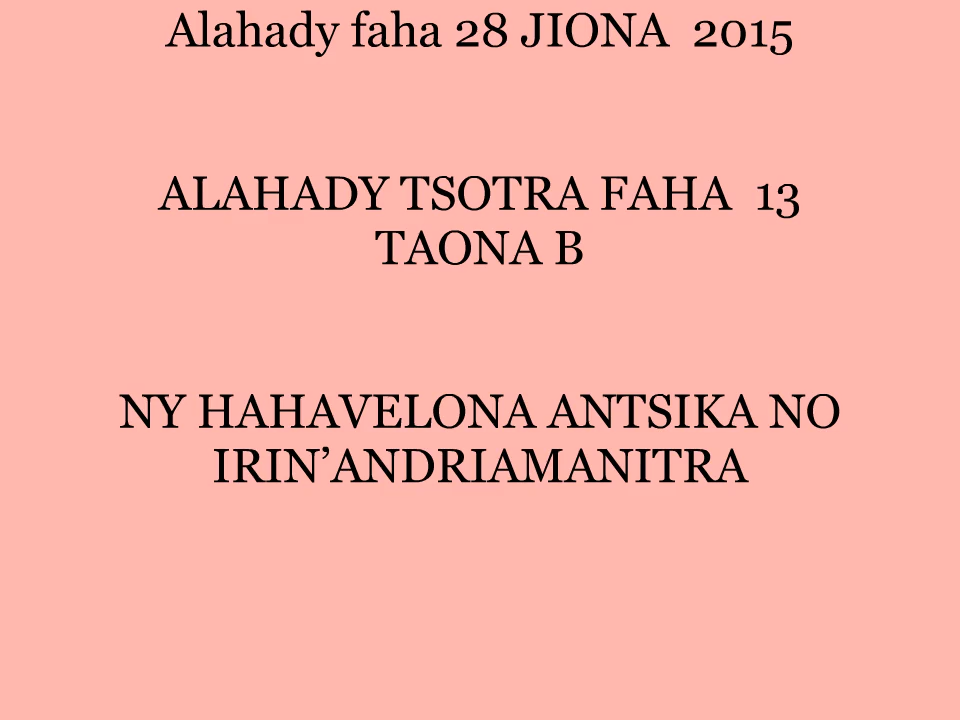 Alahady faha 28 JIONA 2015
ALAHADY TSOTRA FAHA 13
TAONA B
NY HAHAVELONA ANTSIKA NO
IRIN’ANDRIAMANITRA